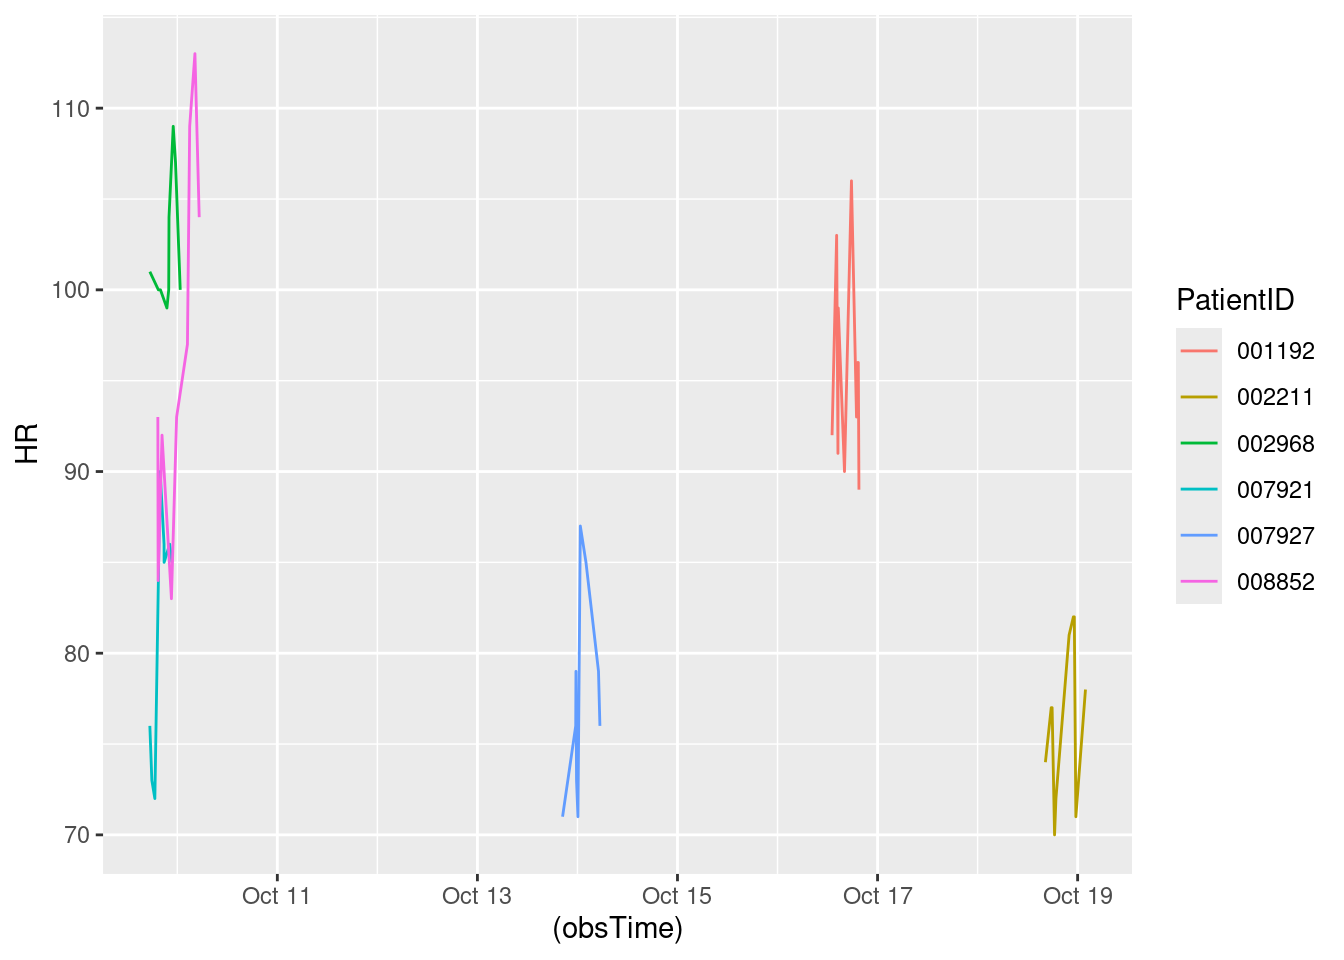 110
100
90
80
70
HR
Oct 11
Oct 13
Oct 15
Oct 17
Oct 19
(obsTime)
PatientID
001192
002211
002968
007921
007927
008852